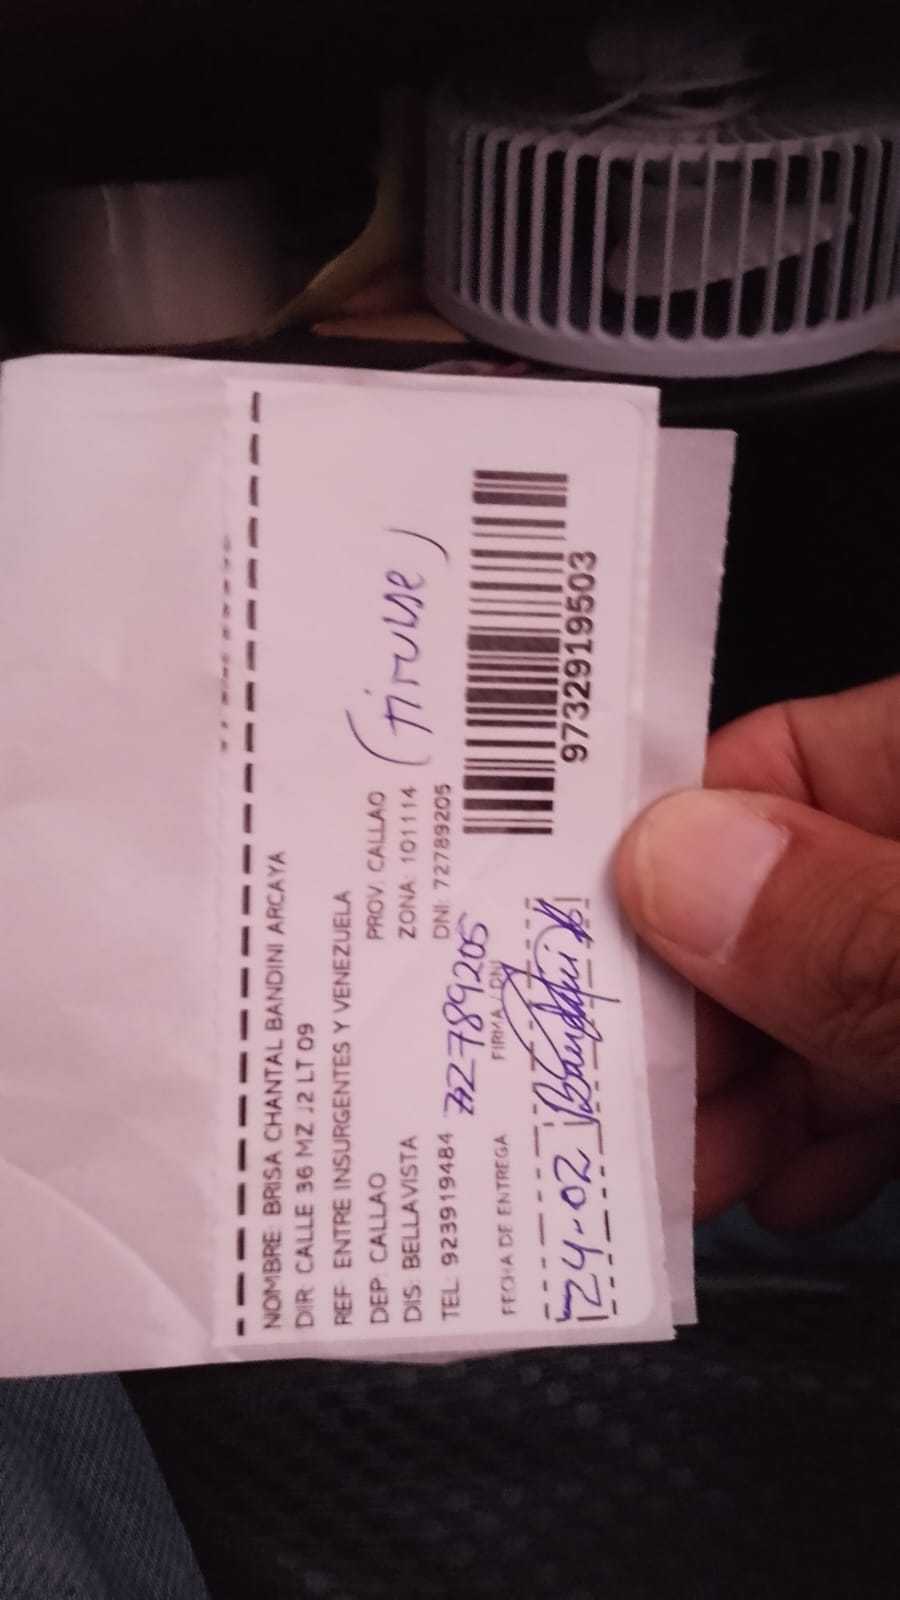 NOMBRE: BRISA CHANTAL BANDINI ARCAYA
DIR: CALLE 36 MZ J2 LT 09
REF: ENTRE INSURGENTES Y VENEZUELA
DEP: CALLAO PROV: CALLAO
DIS: BELLAVISTA ZONA: 101114
TEL: 923919484 DNI: 72789205
72789205
FECHA DE ENTREGA FIRMA / DNI
24-02
9732919503